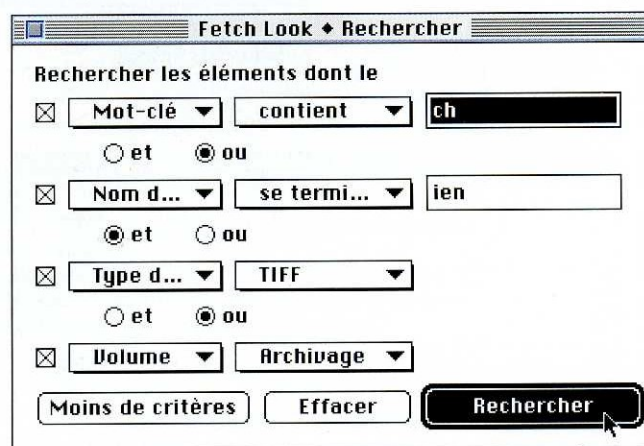 Fetch Look ♦ Rechercher
Rechercher les éléments dont le
Mot-clé contient ch
et ou
Nom d... se termi... ien
et ou
Type d... TIFF
et ou
Volume Archivage
Moins de critères Effacer Rechercher